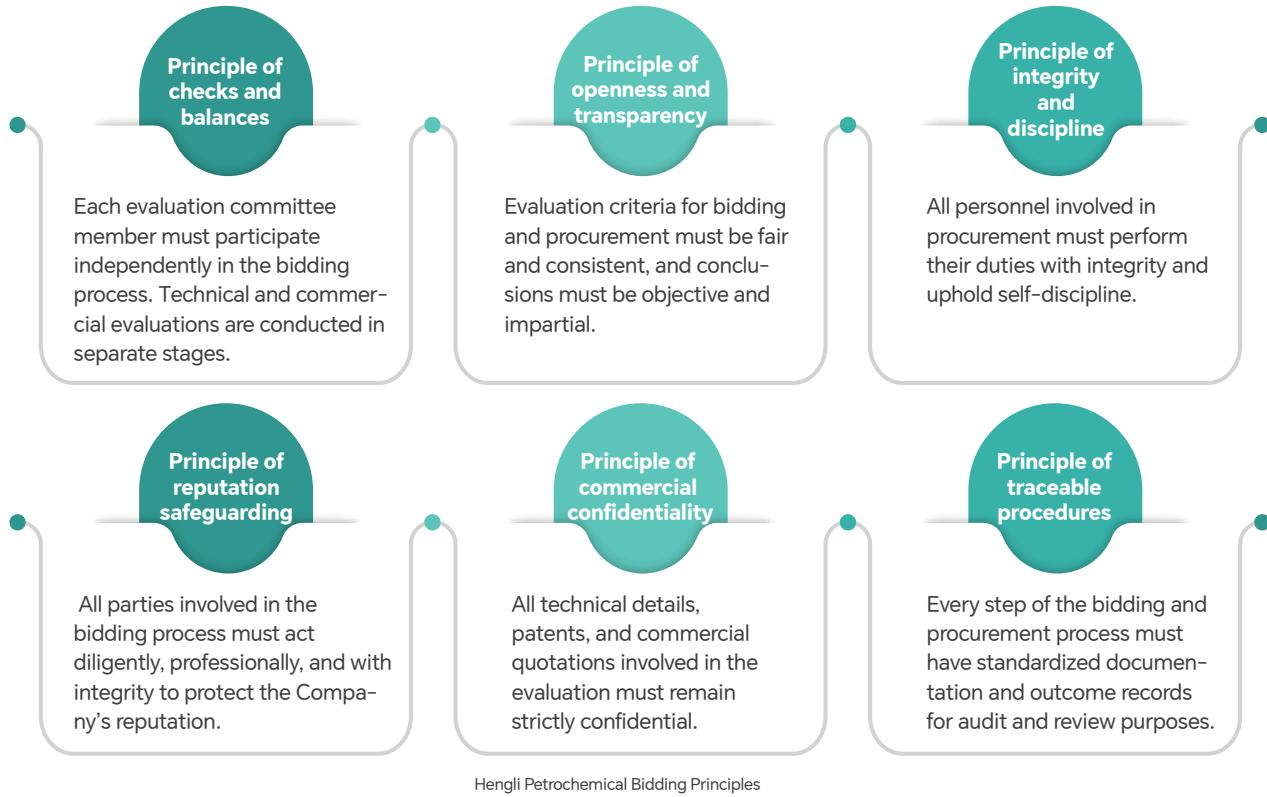 Principle of
checks and
balances
Each evaluation committee
member must participate
independently in the bidding
process. Technical and commer-
cial evaluations are conducted in
separate stages.
Principle of
openness and
transparency
Evaluation criteria for bidding
and procurement must be fair
and consistent, and conclu-
sions must be objective and
impartial.
Principle of
integrity
and
discipline
All personnel involved in
procurement must perform
their duties with integrity and
uphold self-discipline.
Principle of
reputation
safeguarding
All parties involved in the
bidding process must act
diligently, professionally, and with
integrity to protect the Compa-
ny's reputation.
Principle of
commercial
confidentiality
All technical details,
patents, and commercial
quotations involved in the
evaluation must remain
strictly confidential.
Principle of
traceable
procedures
Every step of the bidding and
procurement process must
have standardized documen-
tation and outcome records
for audit and review purposes.
Hengli Petrochemical Bidding Principles